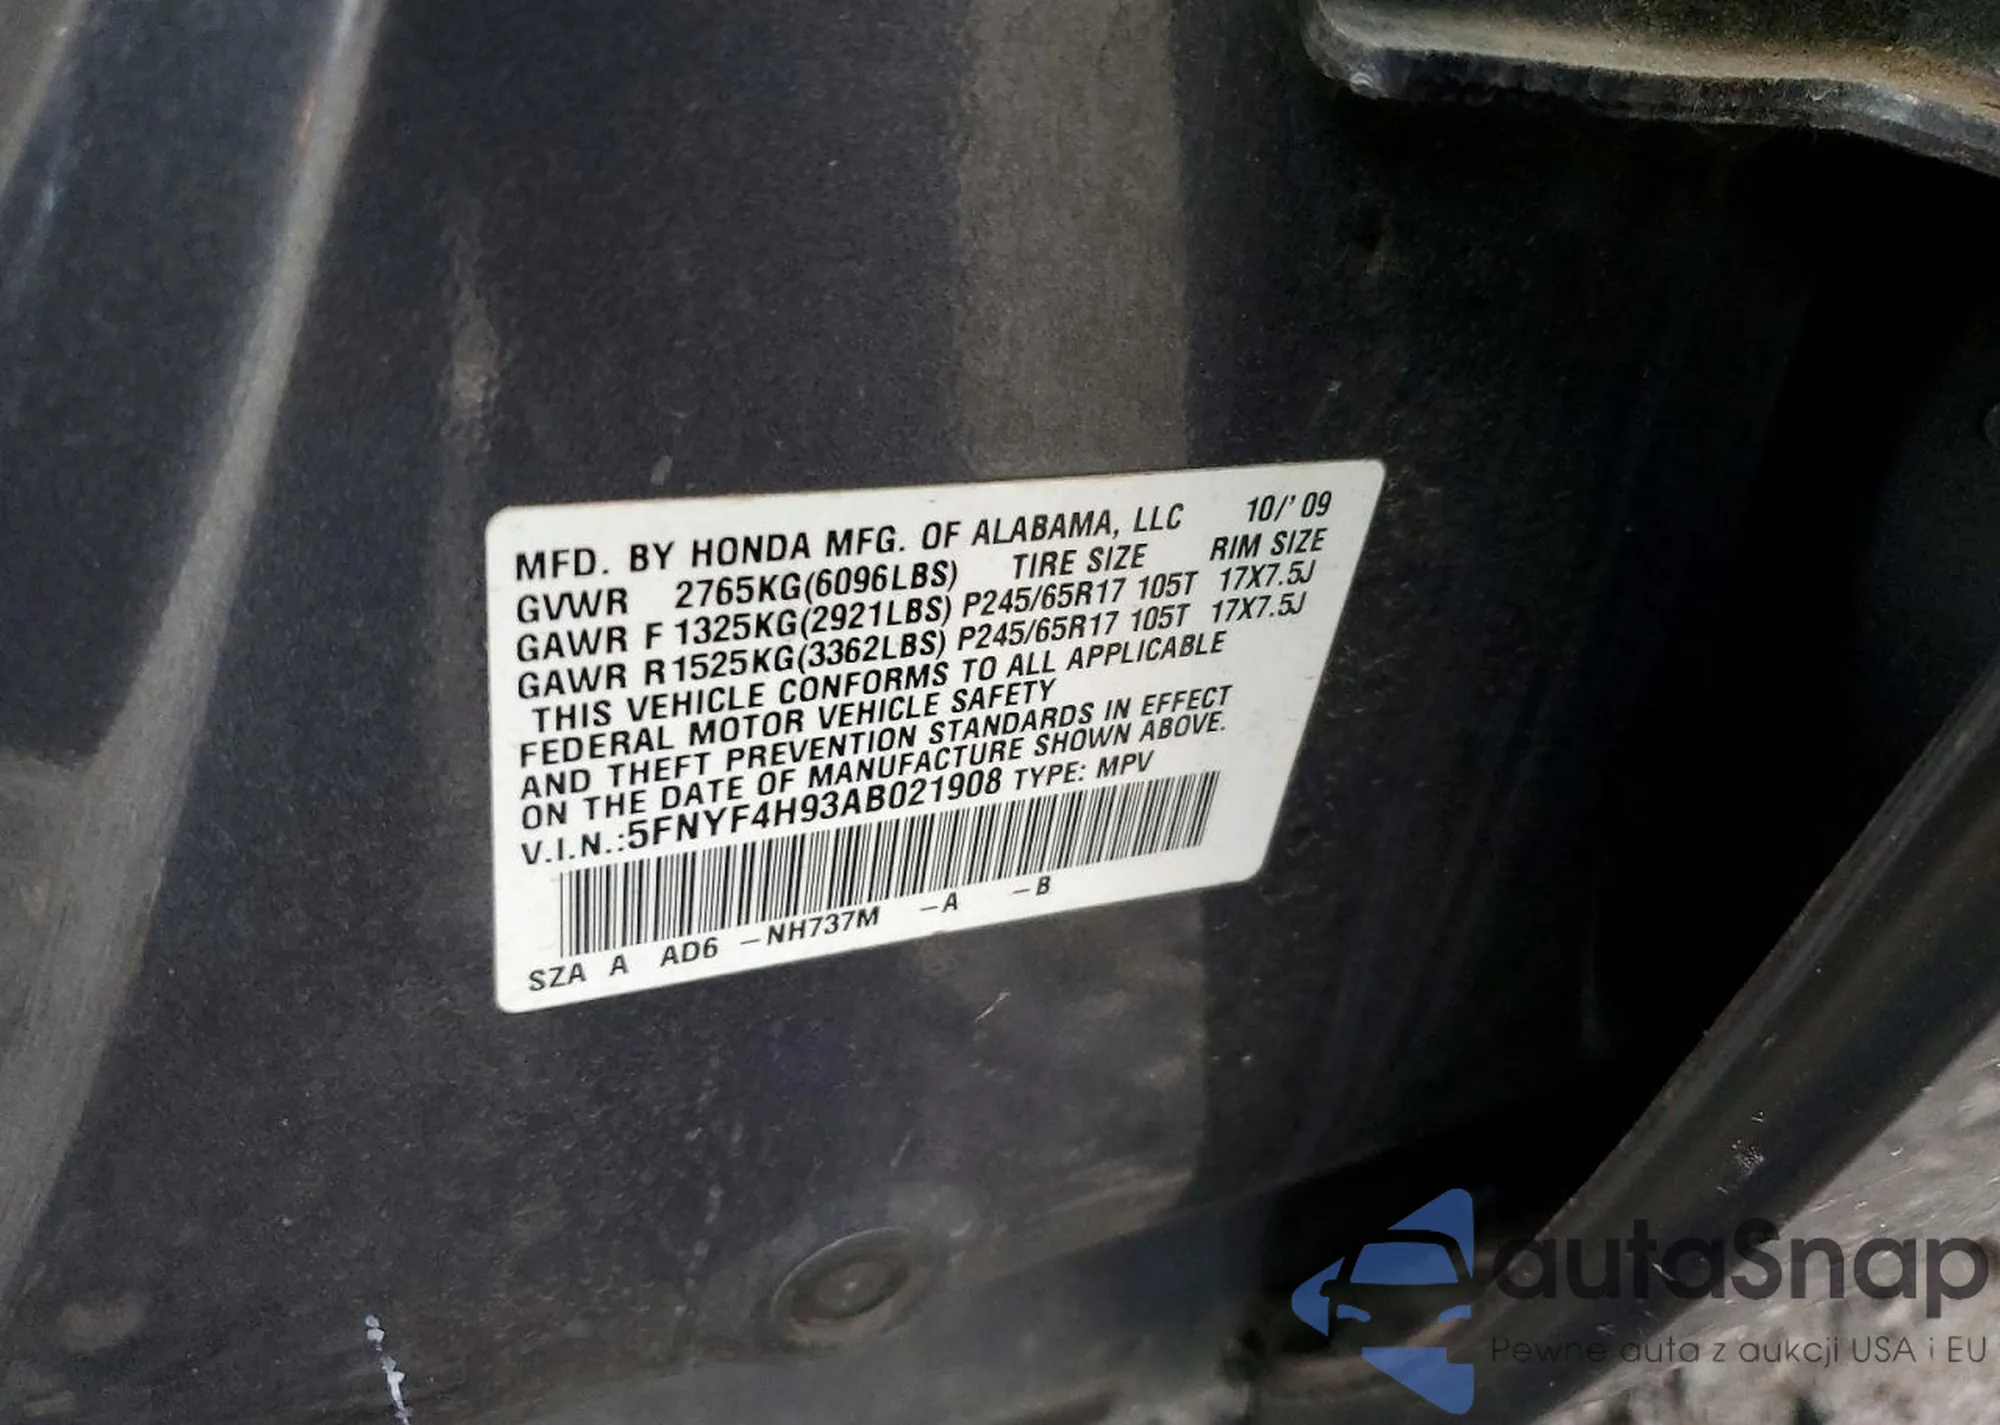 MFD. BY HONDA MFG. OF ALABAMA, LLC 10/'09
GVWR 2765KG(6096LBS) TIRE SIZE RIM SIZE
GAWR F 1325KG(2921LBS) P245/65R17 105T 17X7.5J
GAWR R 1525KG(3362LBS) P245/65R17 105T 17X7.5J
THIS VEHICLE CONFORMS TO ALL APPLICABLE
FEDERAL MOTOR VEHICLE SAFETY
AND THEFT PREVENTION STANDARDS IN EFFECT
ON THE DATE OF MANUFACTURE SHOWN ABOVE.
V.I.N.:5FNYF4H93AB021908 TYPE: MPV
SZA A AD6 -NH737M -A -B
autaSnap
Pewne auta z aukcji USA i EU